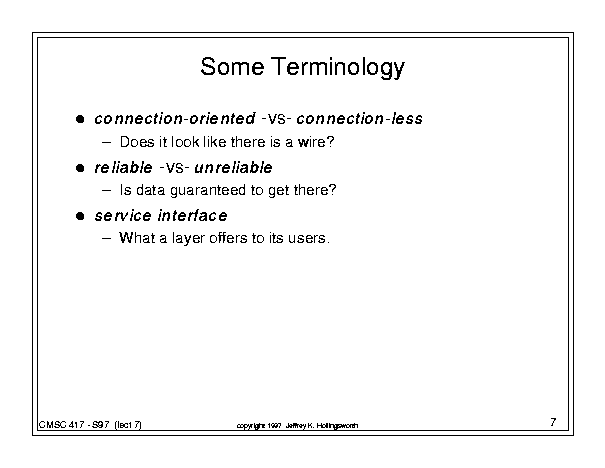 Some Terminology
● connection-oriented -vs- connection-less
– Does it look like there is a wire?
● reliable -vs- unreliable
– Is data guaranteed to get there?
● service interface
– What a layer offers to its users.
CMSC 417 - S97 (lect 7)
copyright 1997 Jeffrey K. Hollingsworth
7